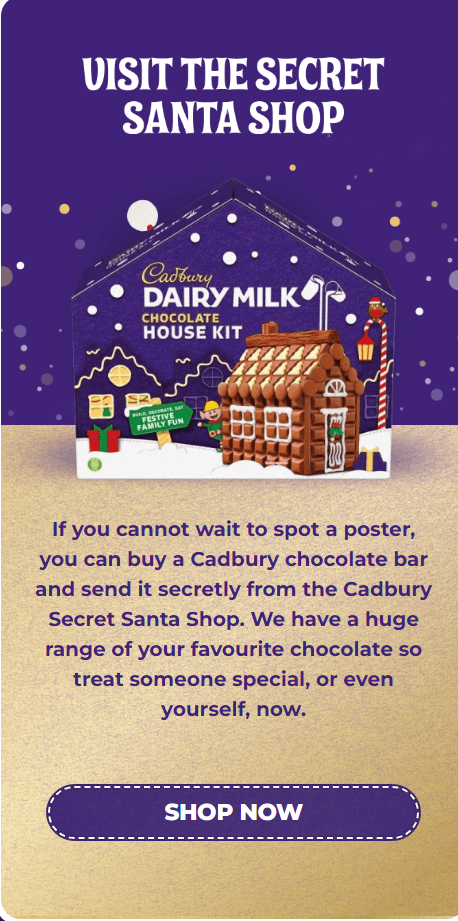 VISIT THE SECRET
SANTA SHOP
Cadbury
DAIRY MILK
CHOCOLATE
HOUSE KIT
BUILD, DECORATE, EAT
FESTIVE
FAMILY FUN
If you cannot wait to spot a poster,
you can buy a Cadbury chocolate bar
and send it secretly from the Cadbury
Secret Santa Shop. We have a huge
range of your favourite chocolate so
treat someone special, or even
yourself, now.
SHOP NOW